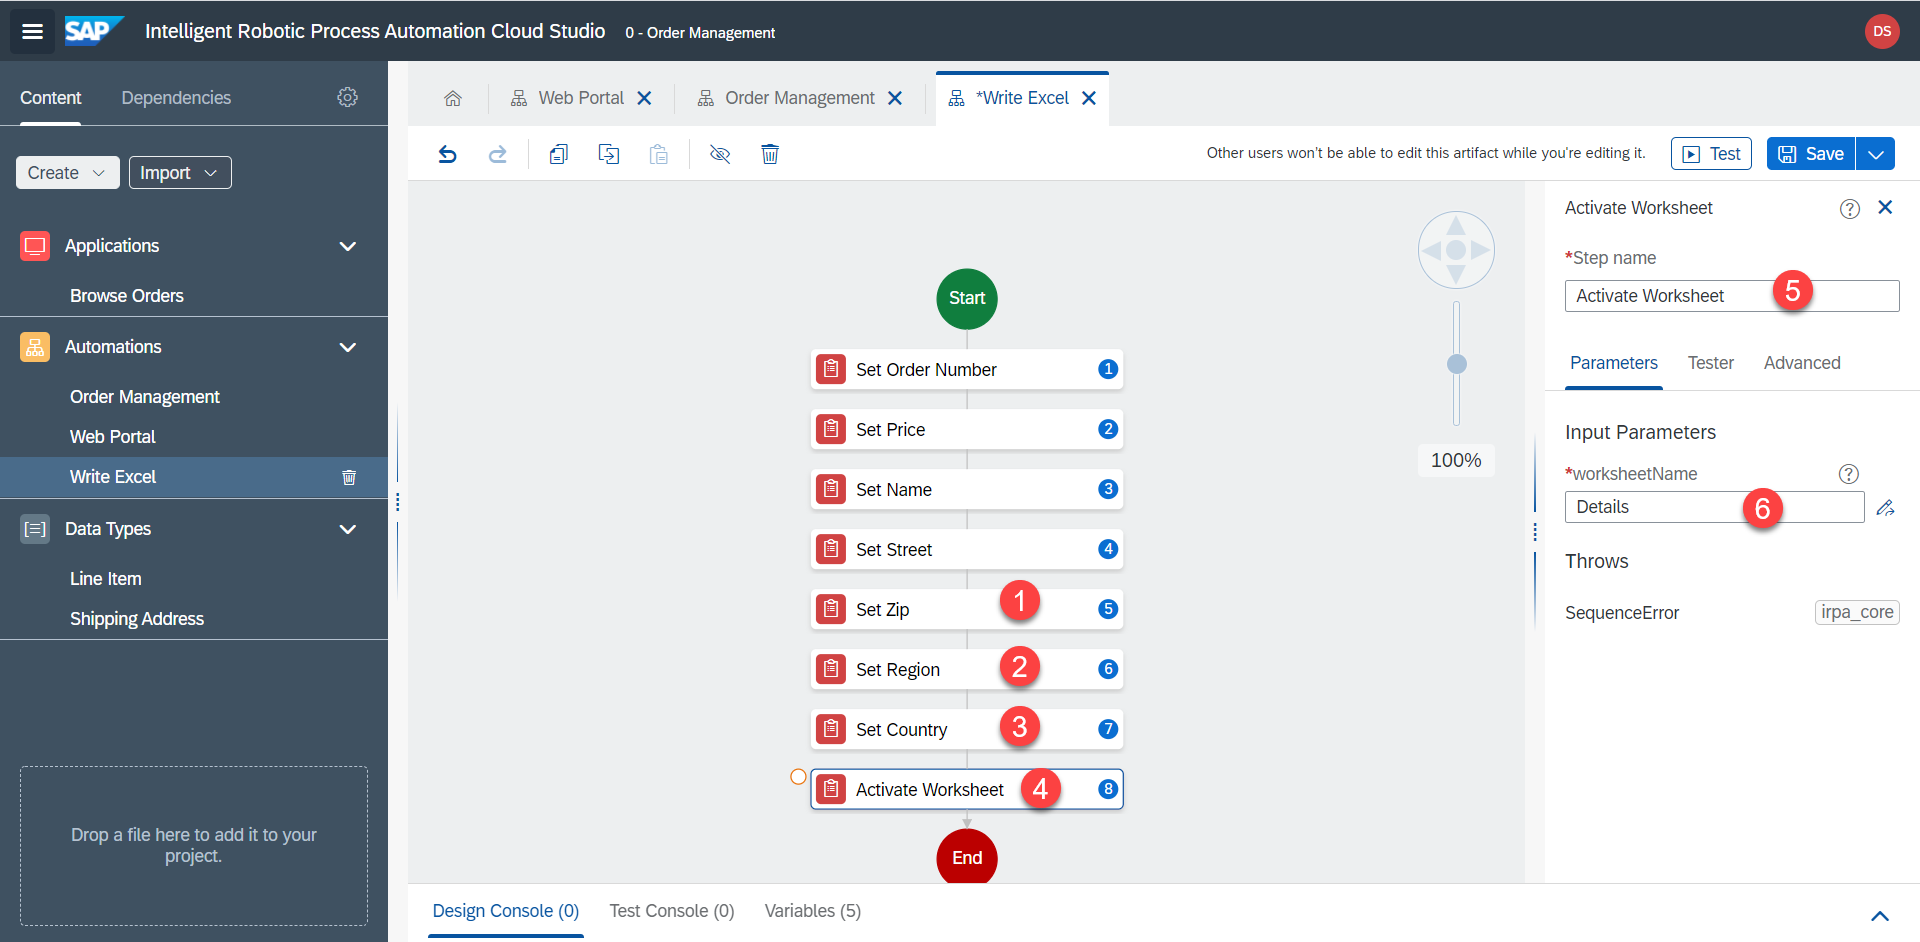 SAP Intelligent Robotic Process Automation Cloud Studio 0 - Order Management DS
Content Dependencies
Web Portal Order Management *Write Excel
Create Import
Other users won't be able to edit this artifact while you're editing it. Test Save
Applications
Browse Orders
Automations
Order Management
Web Portal
Write Excel
[=] Data Types
Line Item
Shipping Address
Drop a file here to add it to your
project.
Start
Set Order Number 1
Set Price 2
Set Name 3
Set Street 4
Set Zip 1 5
Set Region 2 6
Set Country 3 7
Activate Worksheet 4 8
End
100%
Activate Worksheet ?
*Step name
Activate Worksheet 5
Parameters Tester Advanced
Input Parameters
*worksheetName ?
Details 6
Throws
SequenceError irpa_core
Design Console (0) Test Console (0) Variables (5)